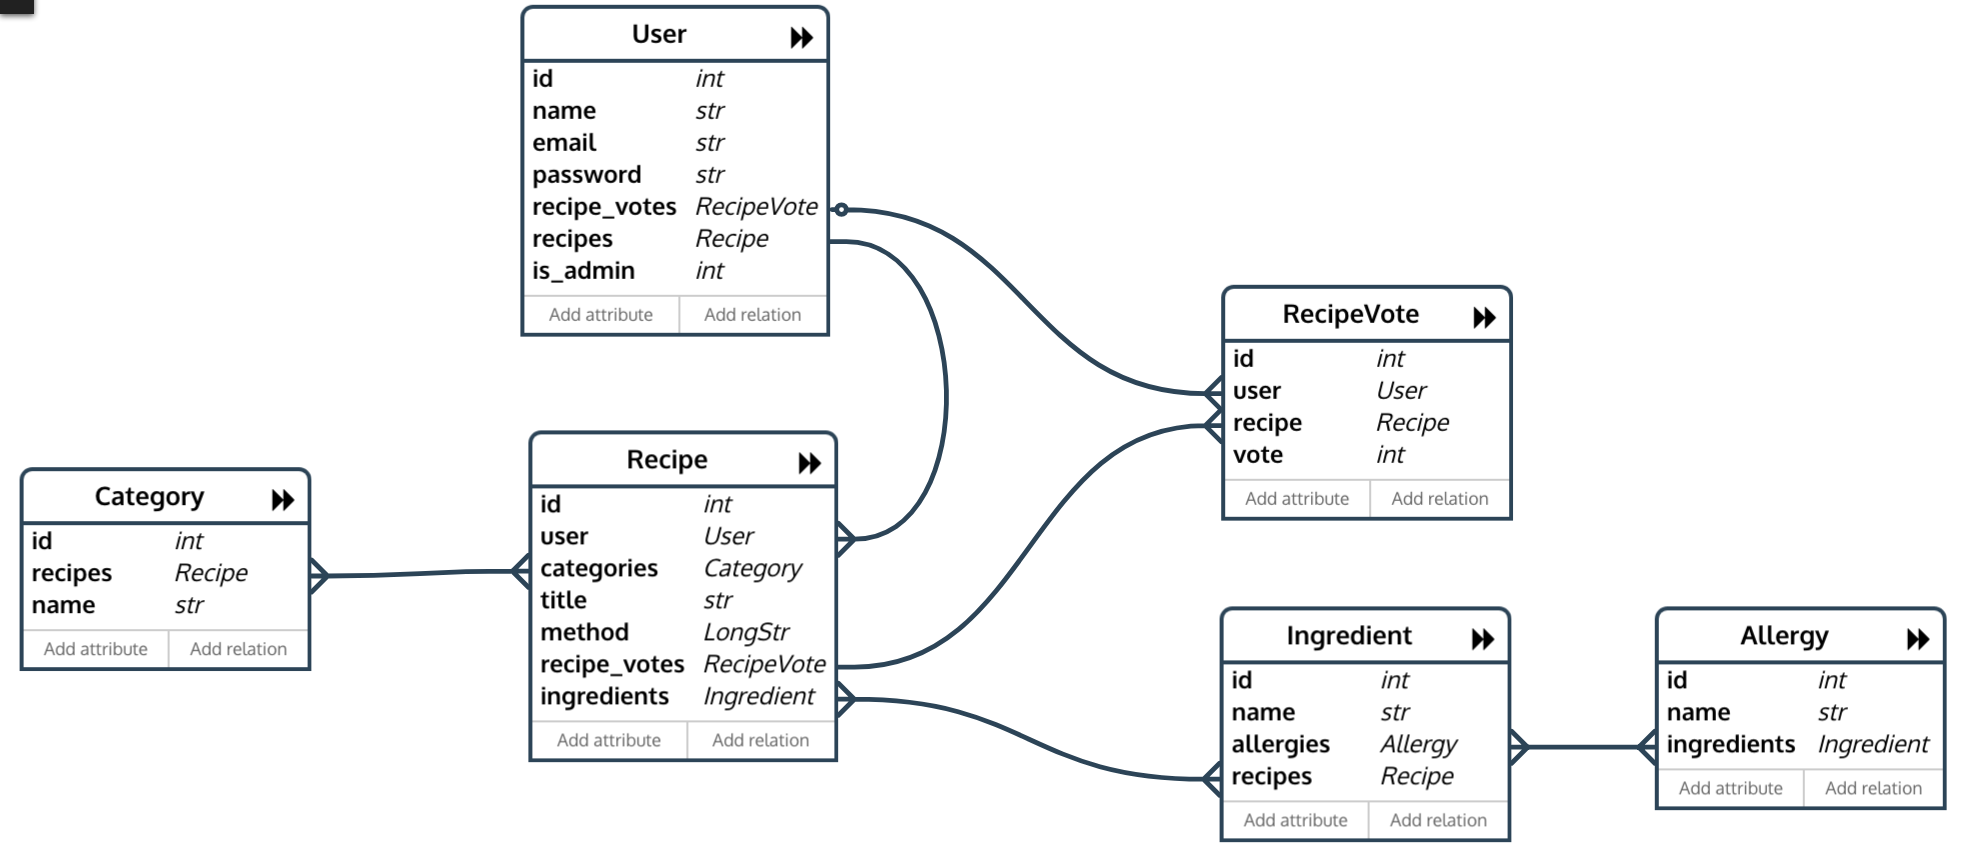 User
id int
name str
email str
password str
recipe_votes RecipeVote
recipes Recipe
is_admin int
Add attribute Add relation
RecipeVote
id int
user User
recipe Recipe
vote int
Add attribute Add relation
Recipe
id int
user User
categories Category
title str
method LongStr
recipe_votes RecipeVote
ingredients Ingredient
Add attribute Add relation
Category
id int
recipes Recipe
name str
Add attribute Add relation
Ingredient
id int
name str
allergies Allergy
recipes Recipe
Add attribute Add relation
Allergy
id int
name str
ingredients Ingredient
Add attribute Add relation